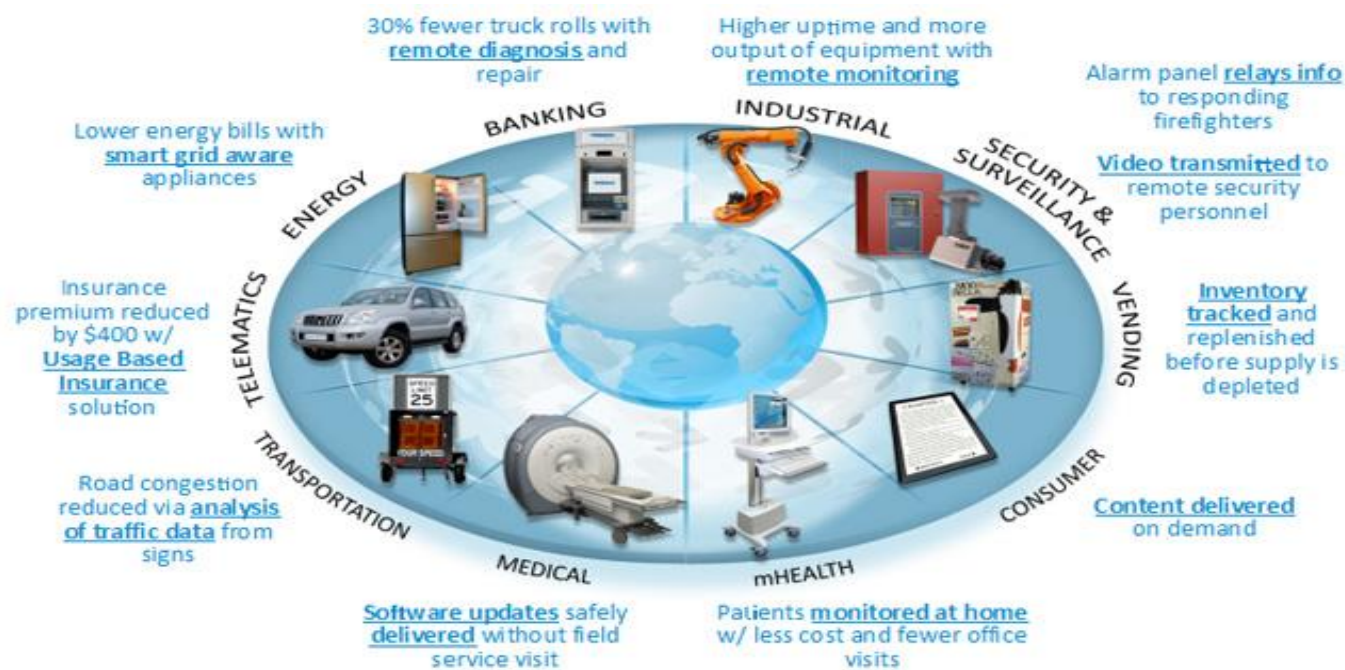 30% fewer truck rolls with
remote diagnosis and
repair
Higher uptime and more
output of equipment with
remote monitoring
Alarm panel relays info
to responding
firefighters
Video transmitted to
remote security
personnel
Lower energy bills with
smart grid aware
appliances
BANKING
INDUSTRIAL
SECURITY &
SURVEILLANCE
ENERGY
VENDING
TELEMATICS
Insurance
premium reduced
by $400 w/
Usage Based
Insurance
solution
Inventory
tracked and
replenished
before supply is
depleted
SPEED
LIMIT
25
YOUR SPEED
TRANSPORTATION
CONSUMER
Road congestion
reduced via analysis
of traffic data from
signs
Content delivered
on demand
MEDICAL
mHEALTH
Software updates safely
delivered without field
service visit
Patients monitored at home
w/ less cost and fewer office
visits